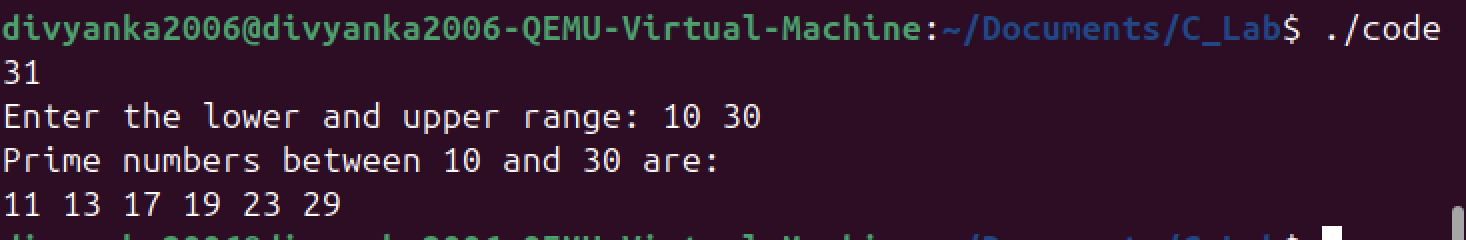 divyanka2006@divyanka2006-QEMU-Virtual-Machine:~/Documents/C_Lab$ ./code
31
Enter the lower and upper range: 10 30
Prime numbers between 10 and 30 are:
11 13 17 19 23 29